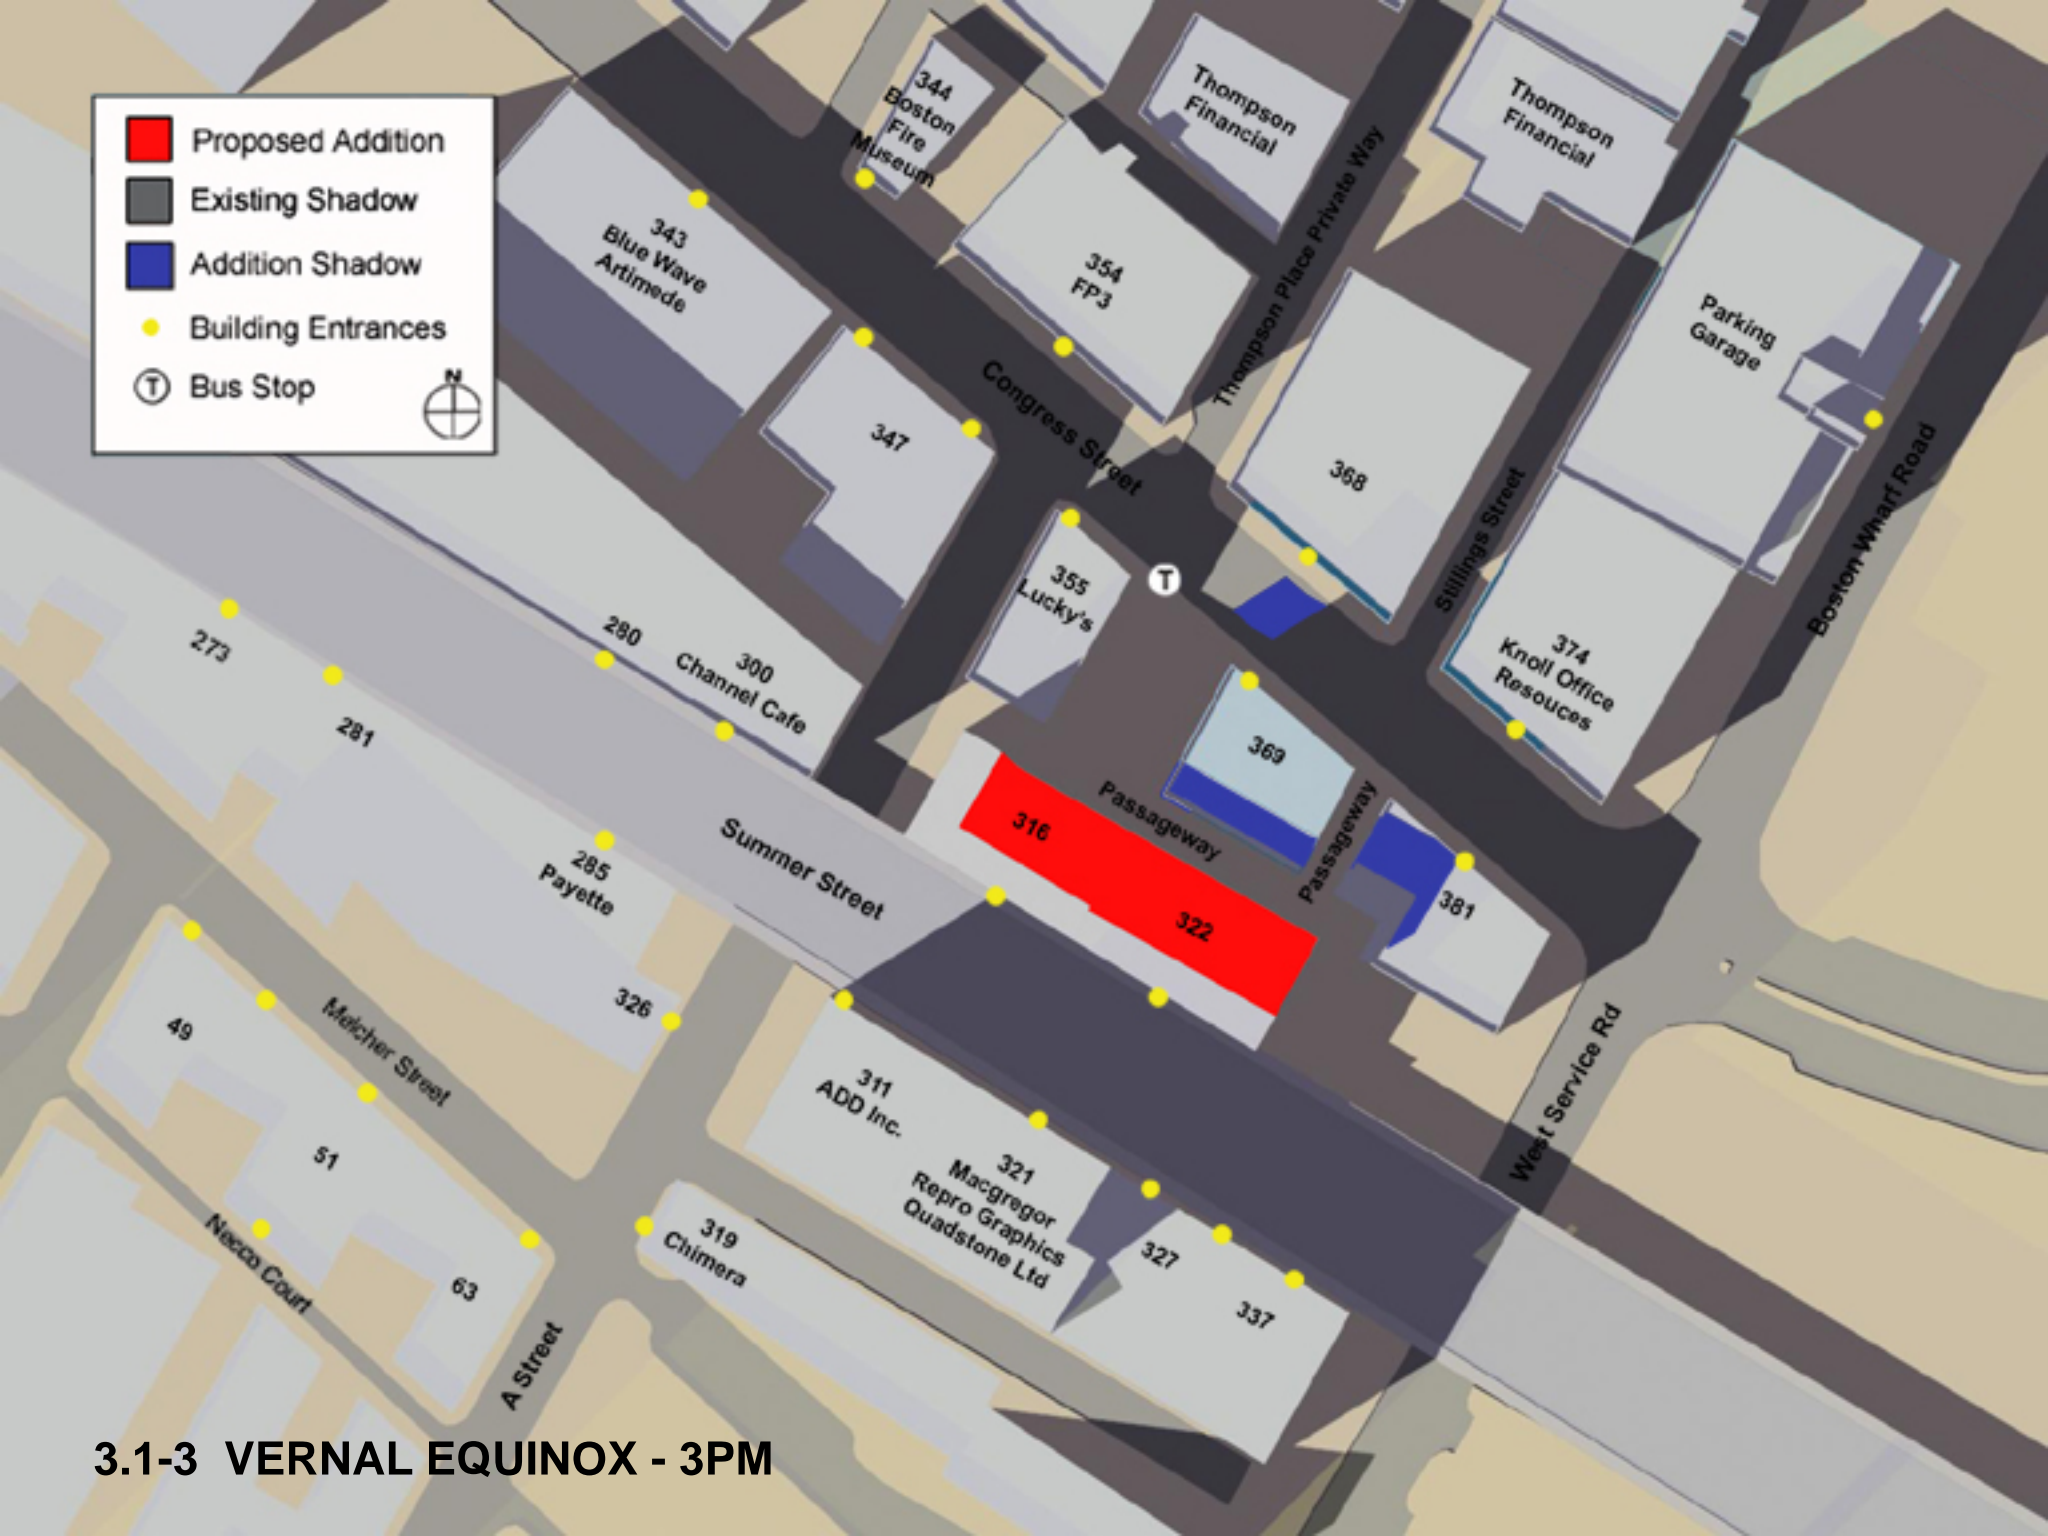 Proposed Addition
Existing Shadow
Addition Shadow
Building Entrances
T Bus Stop
N
344
Boston
Fire
Museum
Thompson
Financial
Thompson
Financial
343
Blue Wave
Artimede
354
FP3
Thompson Place Private Way
Parking
Garage
Congress Street
347
368
Stillings Street
Boston Wharf Road
T
355
Lucky's
374
Knoll Office
Resouces
273
281
280
300
Channel Cafe
369
Passageway
Passageway
316
322
381
Summer Street
285
Payette
326
49
Melcher Street
51
63
Necco Court
A Street
311
ADD Inc.
321
Macgregor
Repro Graphics
Quadstone Ltd
327
337
319
Chimera
West Service Rd
3.1-3 VERNAL EQUINOX - 3PM